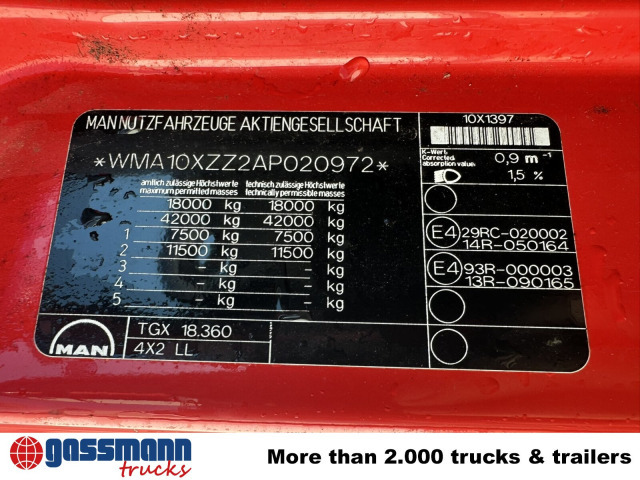 MAN NUTZFAHRZEUGE AKTIENGESELLSCHAFT
*WMA10XZZ2AP020972*
amtlich zulässige Höchstwerte technisch zulässige Höchstwerte
maximum permitted masses technically permissible masses
18000 kg 18000 kg
42000 kg 42000 kg
1 7500 kg 7500 kg
2 11500 kg 11500 kg
3 – kg – kg
4 – kg – kg
5 – kg – kg
MAN
TGX 18.360
4X2 LL
10X1397
K-Wert:
Corrected
absorption value:
0,9 m⁻¹
1,5 %
E4 29RC-020002
14R-050164
E4 93R-000003
13R-090165
gassmann
trucks
More than 2.000 trucks & trailers